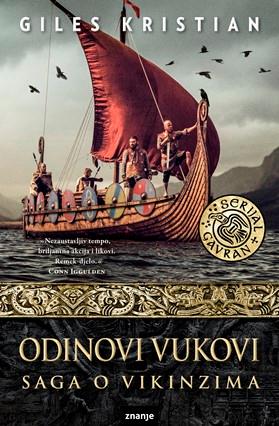 GILES KRISTIAN
»Nezaustavljiv tempo,
briljantna akcija i likovi.
Remek-djelo.«
CONN IGGULDEN
SERIJAL
GAVRAN
ODINOVI VUKOVI
SAGA O VIKINZIMA
znanje